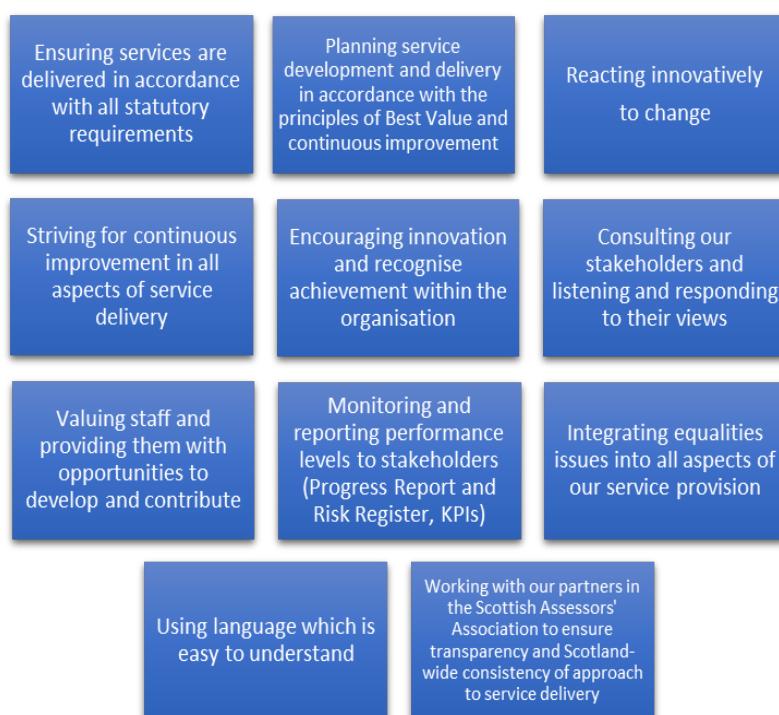 Ensuring services are
delivered in accordance
with all statutory
requirements
Planning service
development and delivery
in accordance with the
principles of Best Value and
continuous improvement
Reacting innovatively
to change
Striving for continuous
improvement in all
aspects of service
delivery
Encouraging innovation
and recognise
achievement within the
organisation
Consulting our
stakeholders and
listening and responding
to their views
Valuing staff and
providing them with
opportunities to
develop and contribute
Monitoring and
reporting performance
levels to stakeholders
(Progress Report and
Risk Register, KPIs)
Integrating equalities
issues into all aspects of
our service provision
Using language which is
easy to understand
Working with our partners in
the Scottish Assessors'
Association to ensure
transparency and Scotland-
wide consistency of approach
to service delivery